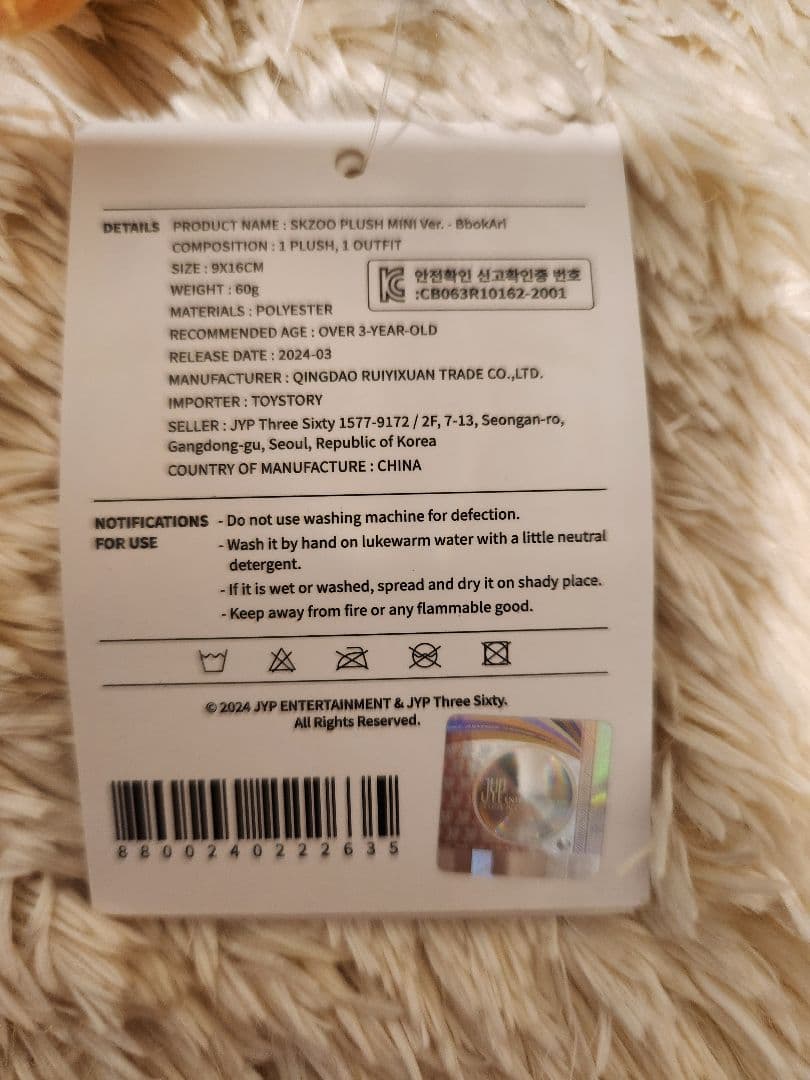 DETAILS PRODUCT NAME : SKZOO PLUSH MINI Ver. - BbokAri
COMPOSITION : 1 PLUSH, 1 OUTFIT
SIZE : 9X16CM
WEIGHT : 60g
안전확인 신고확인증 번호
:CB063R10162-2001
MATERIALS : POLYESTER
RECOMMENDED AGE : OVER 3-YEAR-OLD
RELEASE DATE : 2024-03
MANUFACTURER : QINGDAO RUIYIXUAN TRADE CO.,LTD.
IMPORTER : TOYSTORY
SELLER : JYP Three Sixty 1577-9172 / 2F, 7-13, Seongan-ro,
Gangdong-gu, Seoul, Republic of Korea
COUNTRY OF MANUFACTURE : CHINA
NOTIFICATIONS - Do not use washing machine for defection.
FOR USE - Wash it by hand on lukewarm water with a little neutral
detergent.
- If it is wet or washed, spread and dry it on shady place.
- Keep away from fire or any flammable good.
© 2024 JYP ENTERTAINMENT & JYP Three Sixty.
All Rights Reserved.
JYP
8800240222635